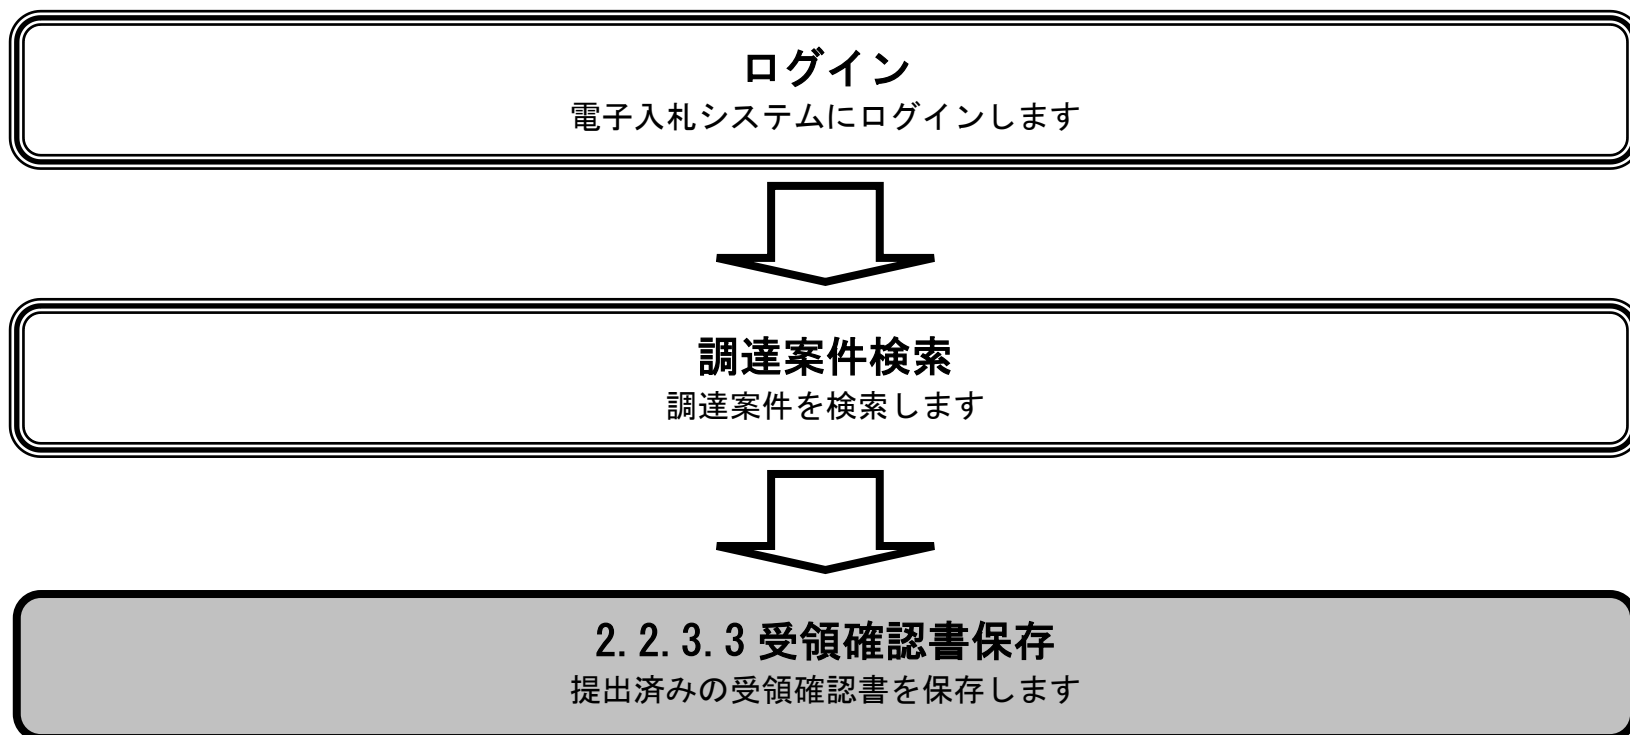 ログイン
電子入札システムにログインします
調達案件検索
調達案件を検索します
2.2.3.3 受領確認書保存
提出済みの受領確認書を保存します